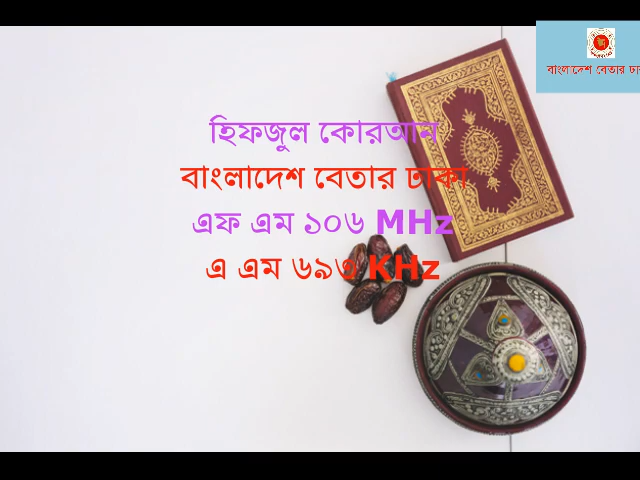 বাংলাদেশ বেতার ঢাকা
হিফজুল কোরআন
বাংলাদেশ বেতার ঢাকা
এফ এম ১০৬ MHz
এ এম ৬৯৩ KHz